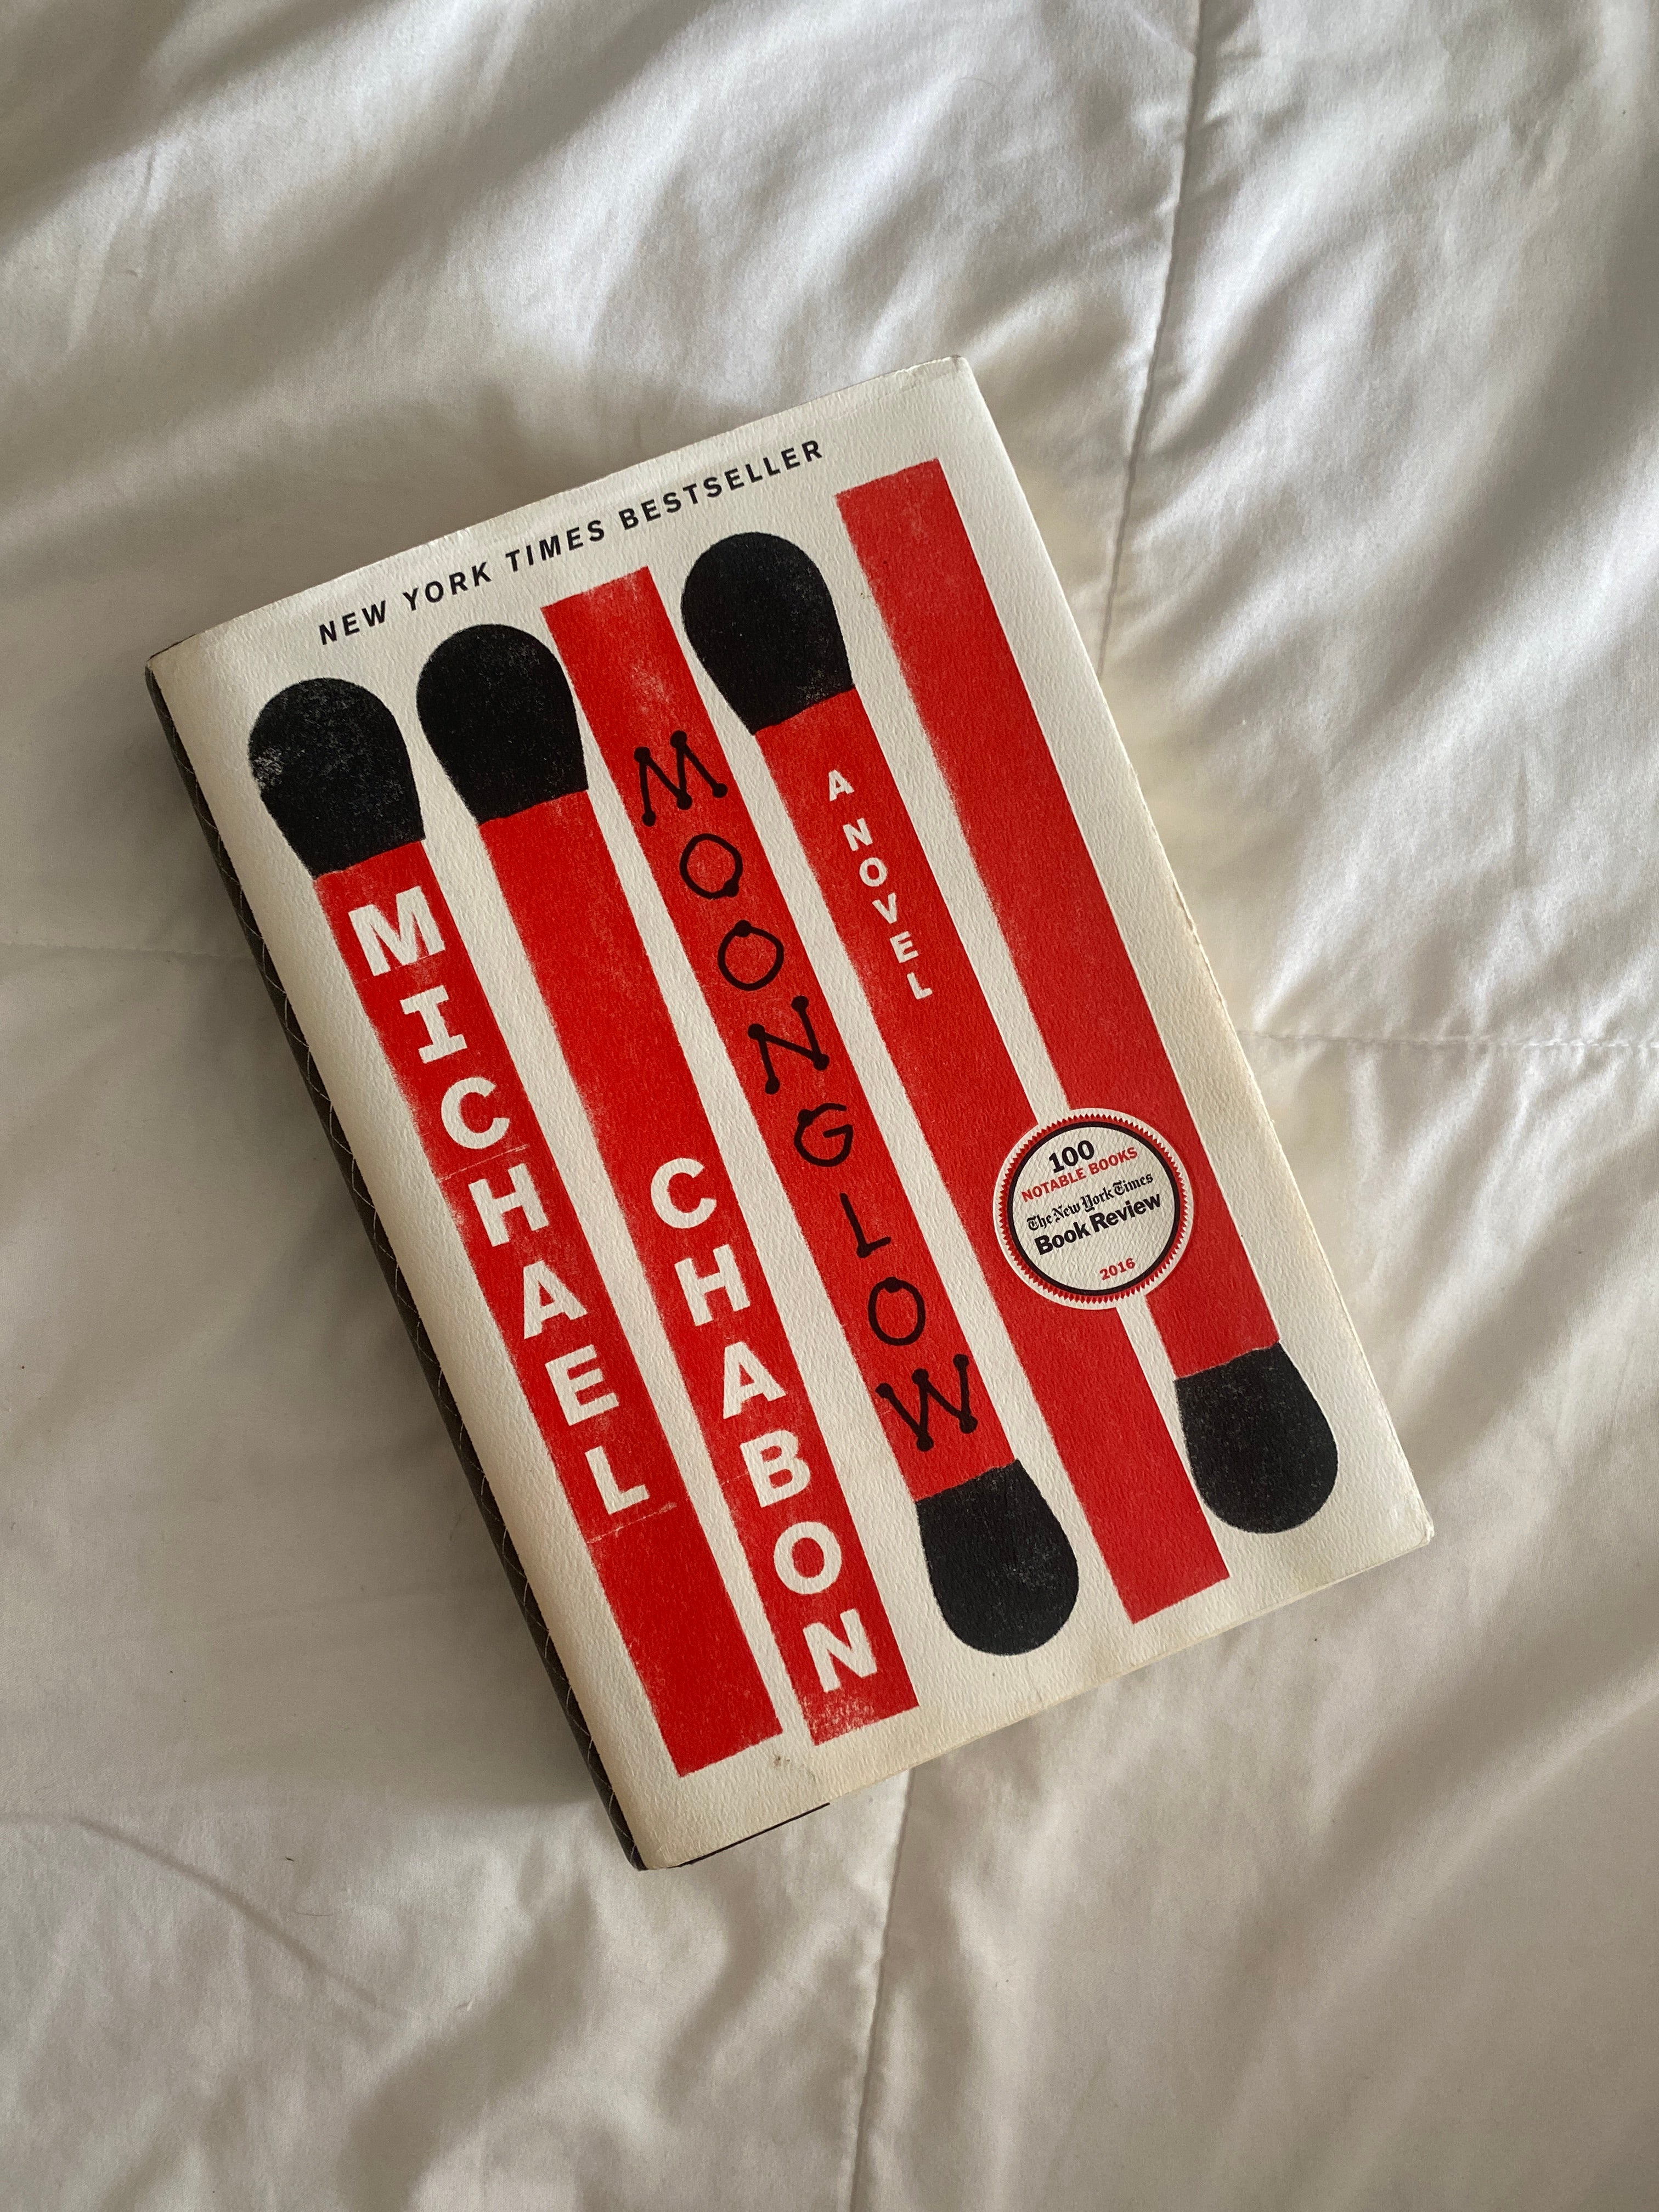 NEW YORK TIMES BESTSELLER
MICHAEL
CHABON
MOONGLOW
A NOVEL
100
NOTABLE BOOKS
The New York Times
Book Review
2016